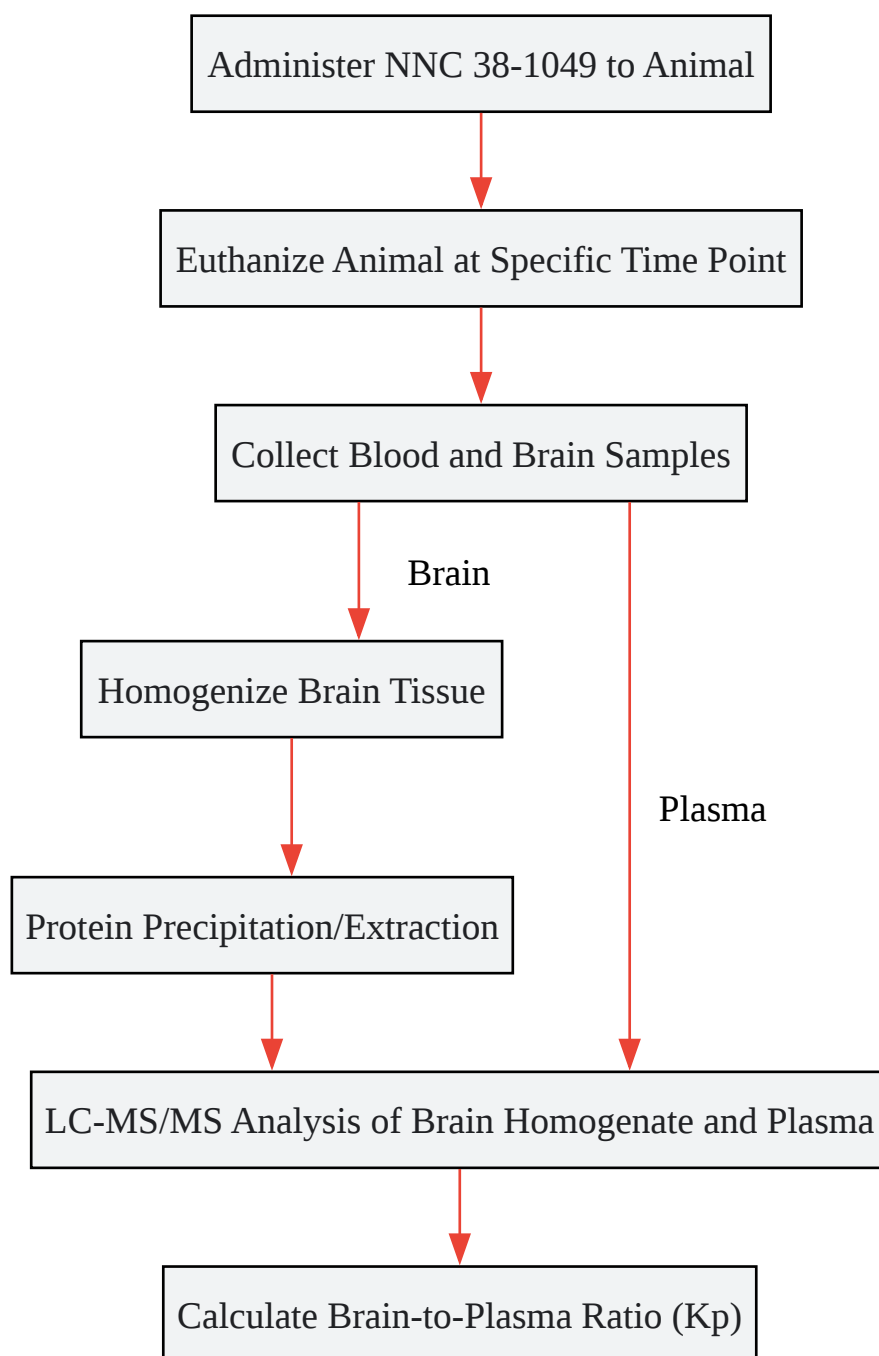 Administer NNC 38-1049 to Animal
Euthanize Animal at Specific Time Point
Collect Blood and Brain Samples
Brain
Homogenize Brain Tissue
Plasma
Protein Precipitation/Extraction
LC-MS/MS Analysis of Brain Homogenate and Plasma
Calculate Brain-to-Plasma Ratio (Kp)